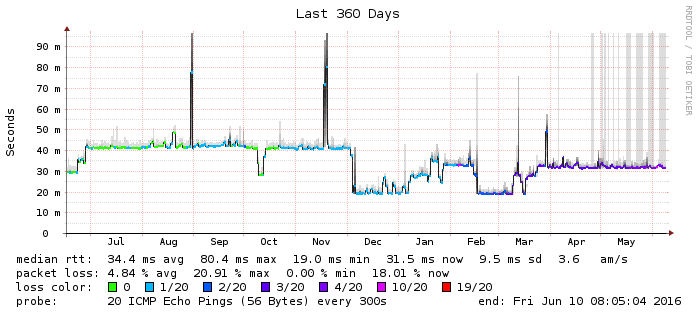 Last 360 Days
RRDTOOL / TOBI OETIKER
Seconds
90 m
80 m
70 m
60 m
50 m
40 m
30 m
20 m
10 m
0
Jul Aug Sep Oct Nov Dec Jan Feb Mar Apr May
median rtt: 34.4 ms avg 80.4 ms max 19.0 ms min 31.5 ms now 9.5 ms sd 3.6 am/s
packet loss: 4.84 % avg 20.91 % max 0.00 % min 18.01 % now
loss color: 0 1/20 2/20 3/20 4/20 10/20 19/20
probe: 20 ICMP Echo Pings (56 Bytes) every 300s end: Fri Jun 10 08:05:04 2016